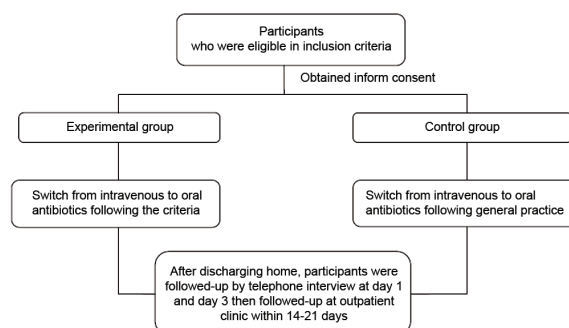 Participants
who were eligible in inclusion criteria
Obtained inform consent
Experimental group
Control group
Switch from intravenous to oral
antibiotics following the criteria
Switch from intravenous to oral
antibiotics following general practice
After discharging home, participants were
followed-up by telephone interview at day 1
and day 3 then followed-up at outpatient
clinic within 14-21 days